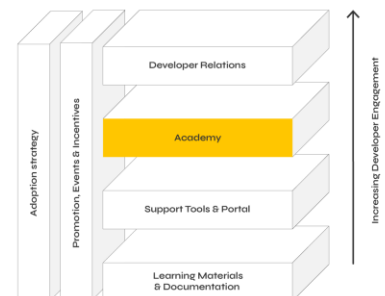 Adoption strategy
Promotion, Events & Incentives
Developer Relations
Academy
Support Tools & Portal
Learning Materials
& Documentation
Increasing Developer Engagement